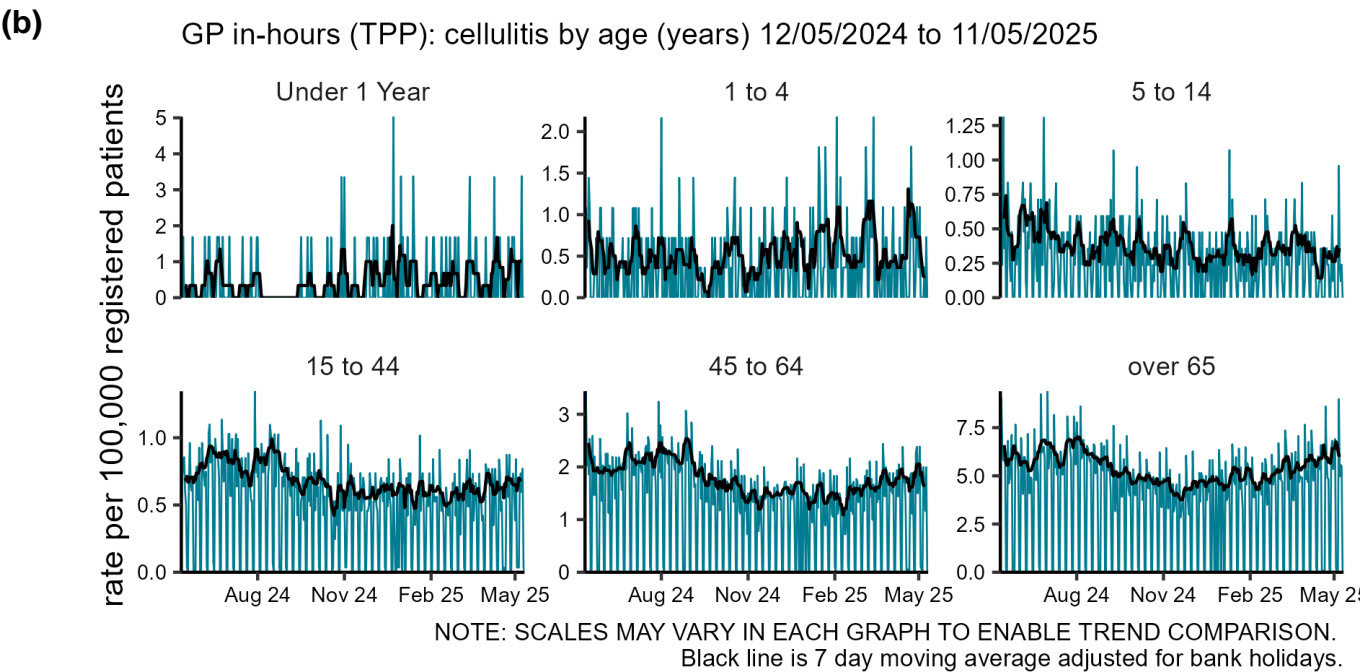 (b)
GP in-hours (TPP): cellulitis by age (years) 12/05/2024 to 11/05/2025
rate per 100,000 registered patients
Under 1 Year
5
4
3
2
1
0
1 to 4
2.0
1.5
1.0
0.5
0.0
5 to 14
1.25
1.00
0.75
0.50
0.25
0.00
15 to 44
1.0
0.5
0.0
Aug 24 Nov 24 Feb 25 May 25
45 to 64
3
2
1
0
Aug 24 Nov 24 Feb 25 May 25
over 65
7.5
5.0
2.5
0.0
Aug 24 Nov 24 Feb 25 May 25
NOTE: SCALES MAY VARY IN EACH GRAPH TO ENABLE TREND COMPARISON.
Black line is 7 day moving average adjusted for bank holidays.